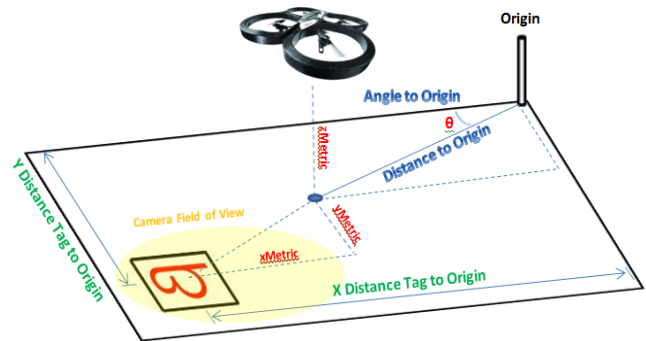 Origin
Angle to Origin
θ
zMetric
Distance to Origin
Y Distance Tag to Origin
Camera Field of View
yMetric
xMetric
B
X Distance Tag to Origin